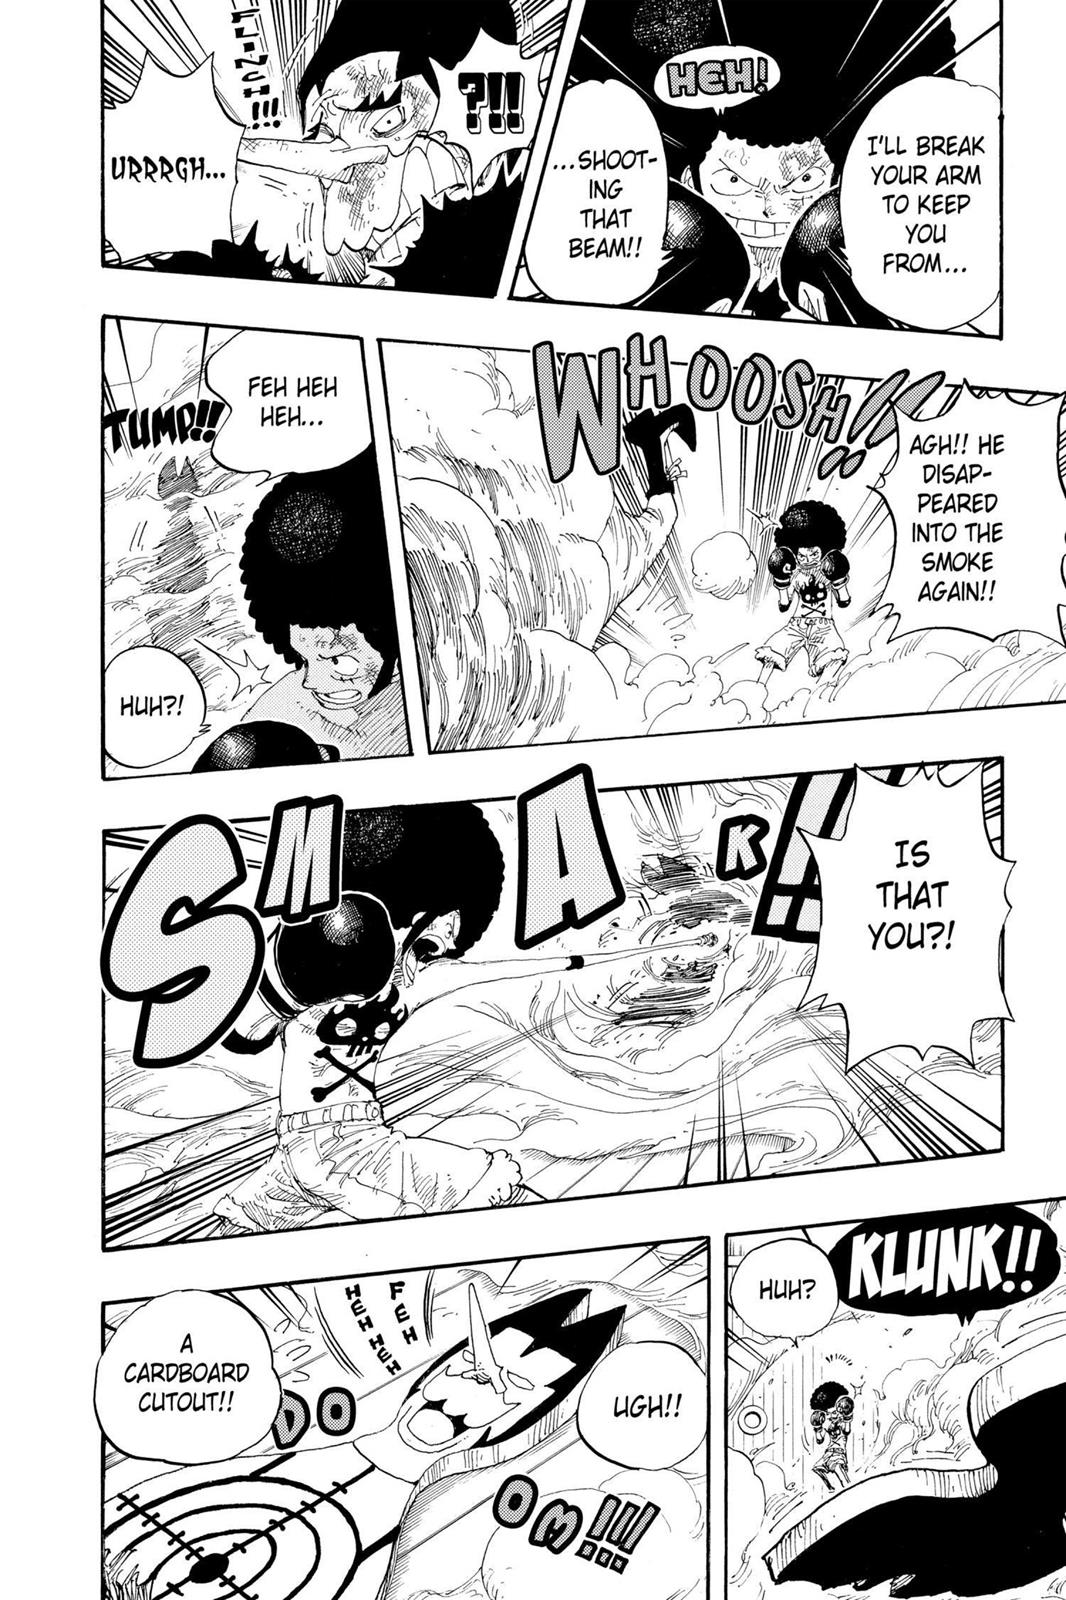 HEH!
I'LL BREAK
YOUR ARM
TO KEEP
YOU
FROM...
...SHOOT-
ING
THAT
BEAM!!
?!!
FLINCH!!!
URRRGH...
WHOOSH!!
AGH!! HE
DISAP-
PEARED
INTO THE
SMOKE
AGAIN!!
FEH HEH
HEH...
TUMP!!
HUH?!
IS
THAT
YOU?!
SMAK!!
KLUNK!!
HUH?
FEH
HEH HEH
UGH!!
A
CARDBOARD
CUTOUT!!
DO
OM!!!